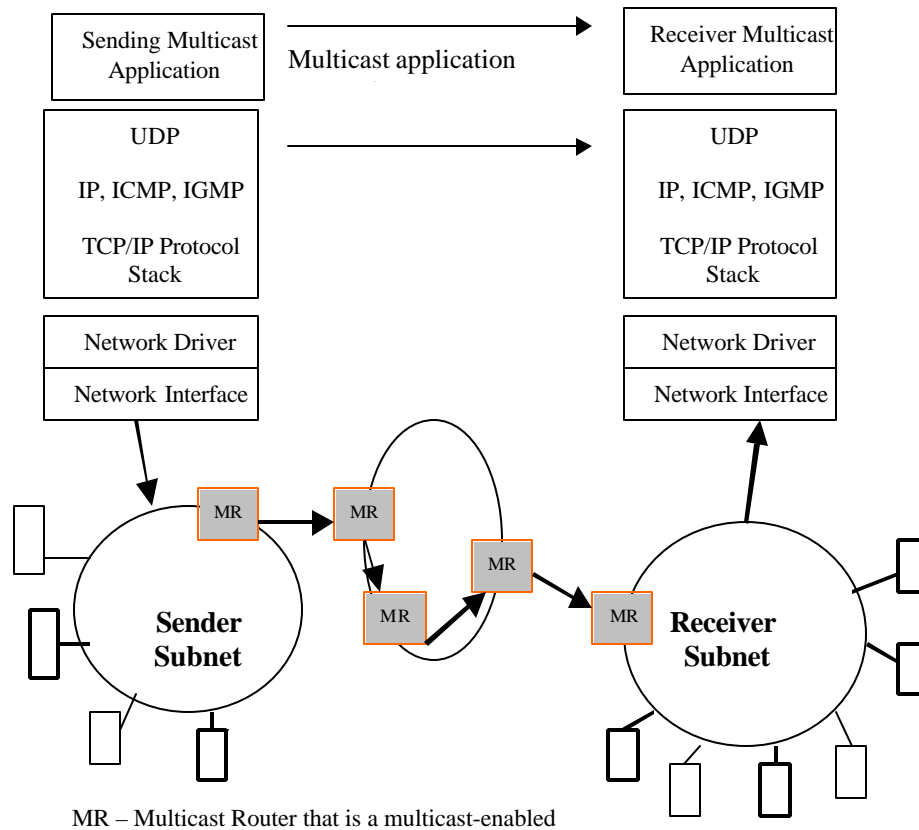 Sending Multicast
Application
Multicast application
Receiver Multicast
Application
UDP
IP, ICMP, IGMP
TCP/IP Protocol
Stack
UDP
IP, ICMP, IGMP
TCP/IP Protocol
Stack
Network Driver
Network Interface
Network Driver
Network Interface
MR
MR
MR
MR
MR
Sender
Subnet
Receiver
Subnet
MR – Multicast Router that is a multicast-enabled